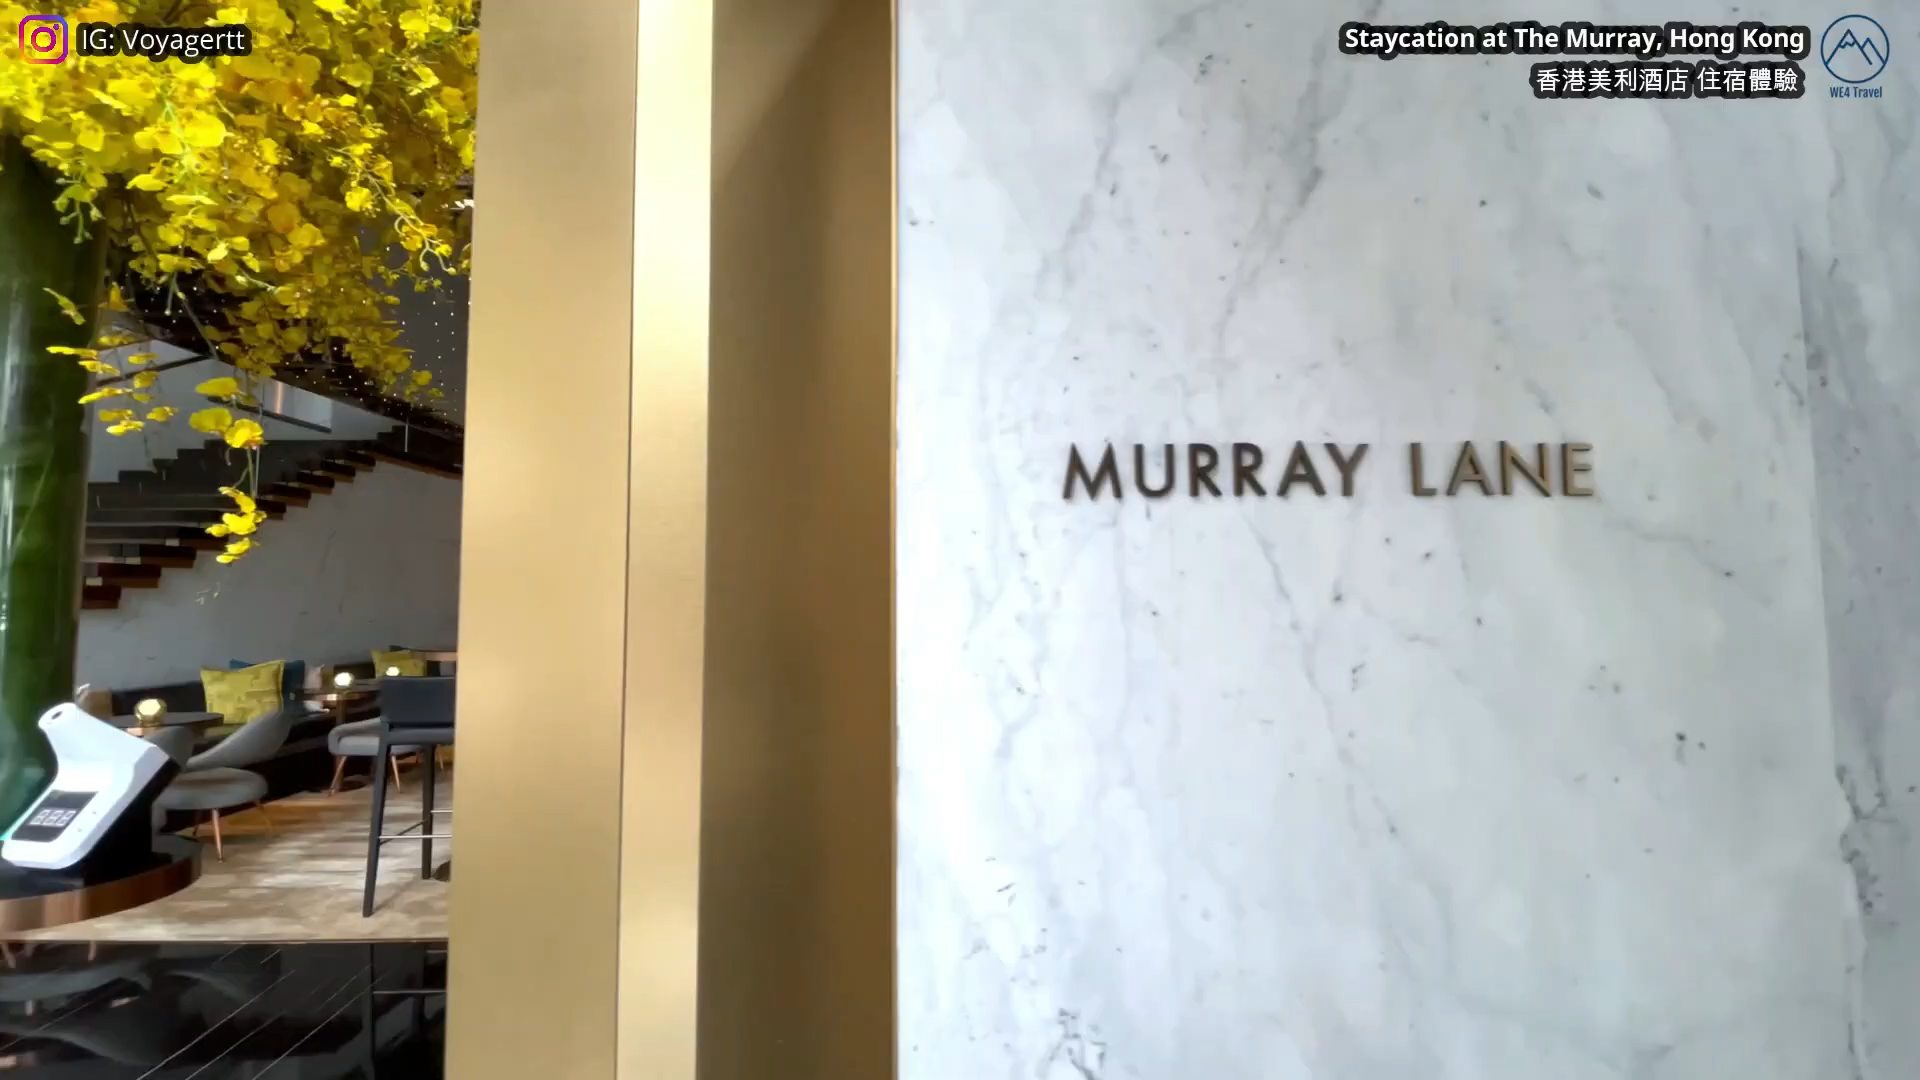 IG: Voyagertt
Staycation at The Murray, Hong Kong
香港美利酒店 住宿體驗
WE4 Travel
MURRAY LANE
888